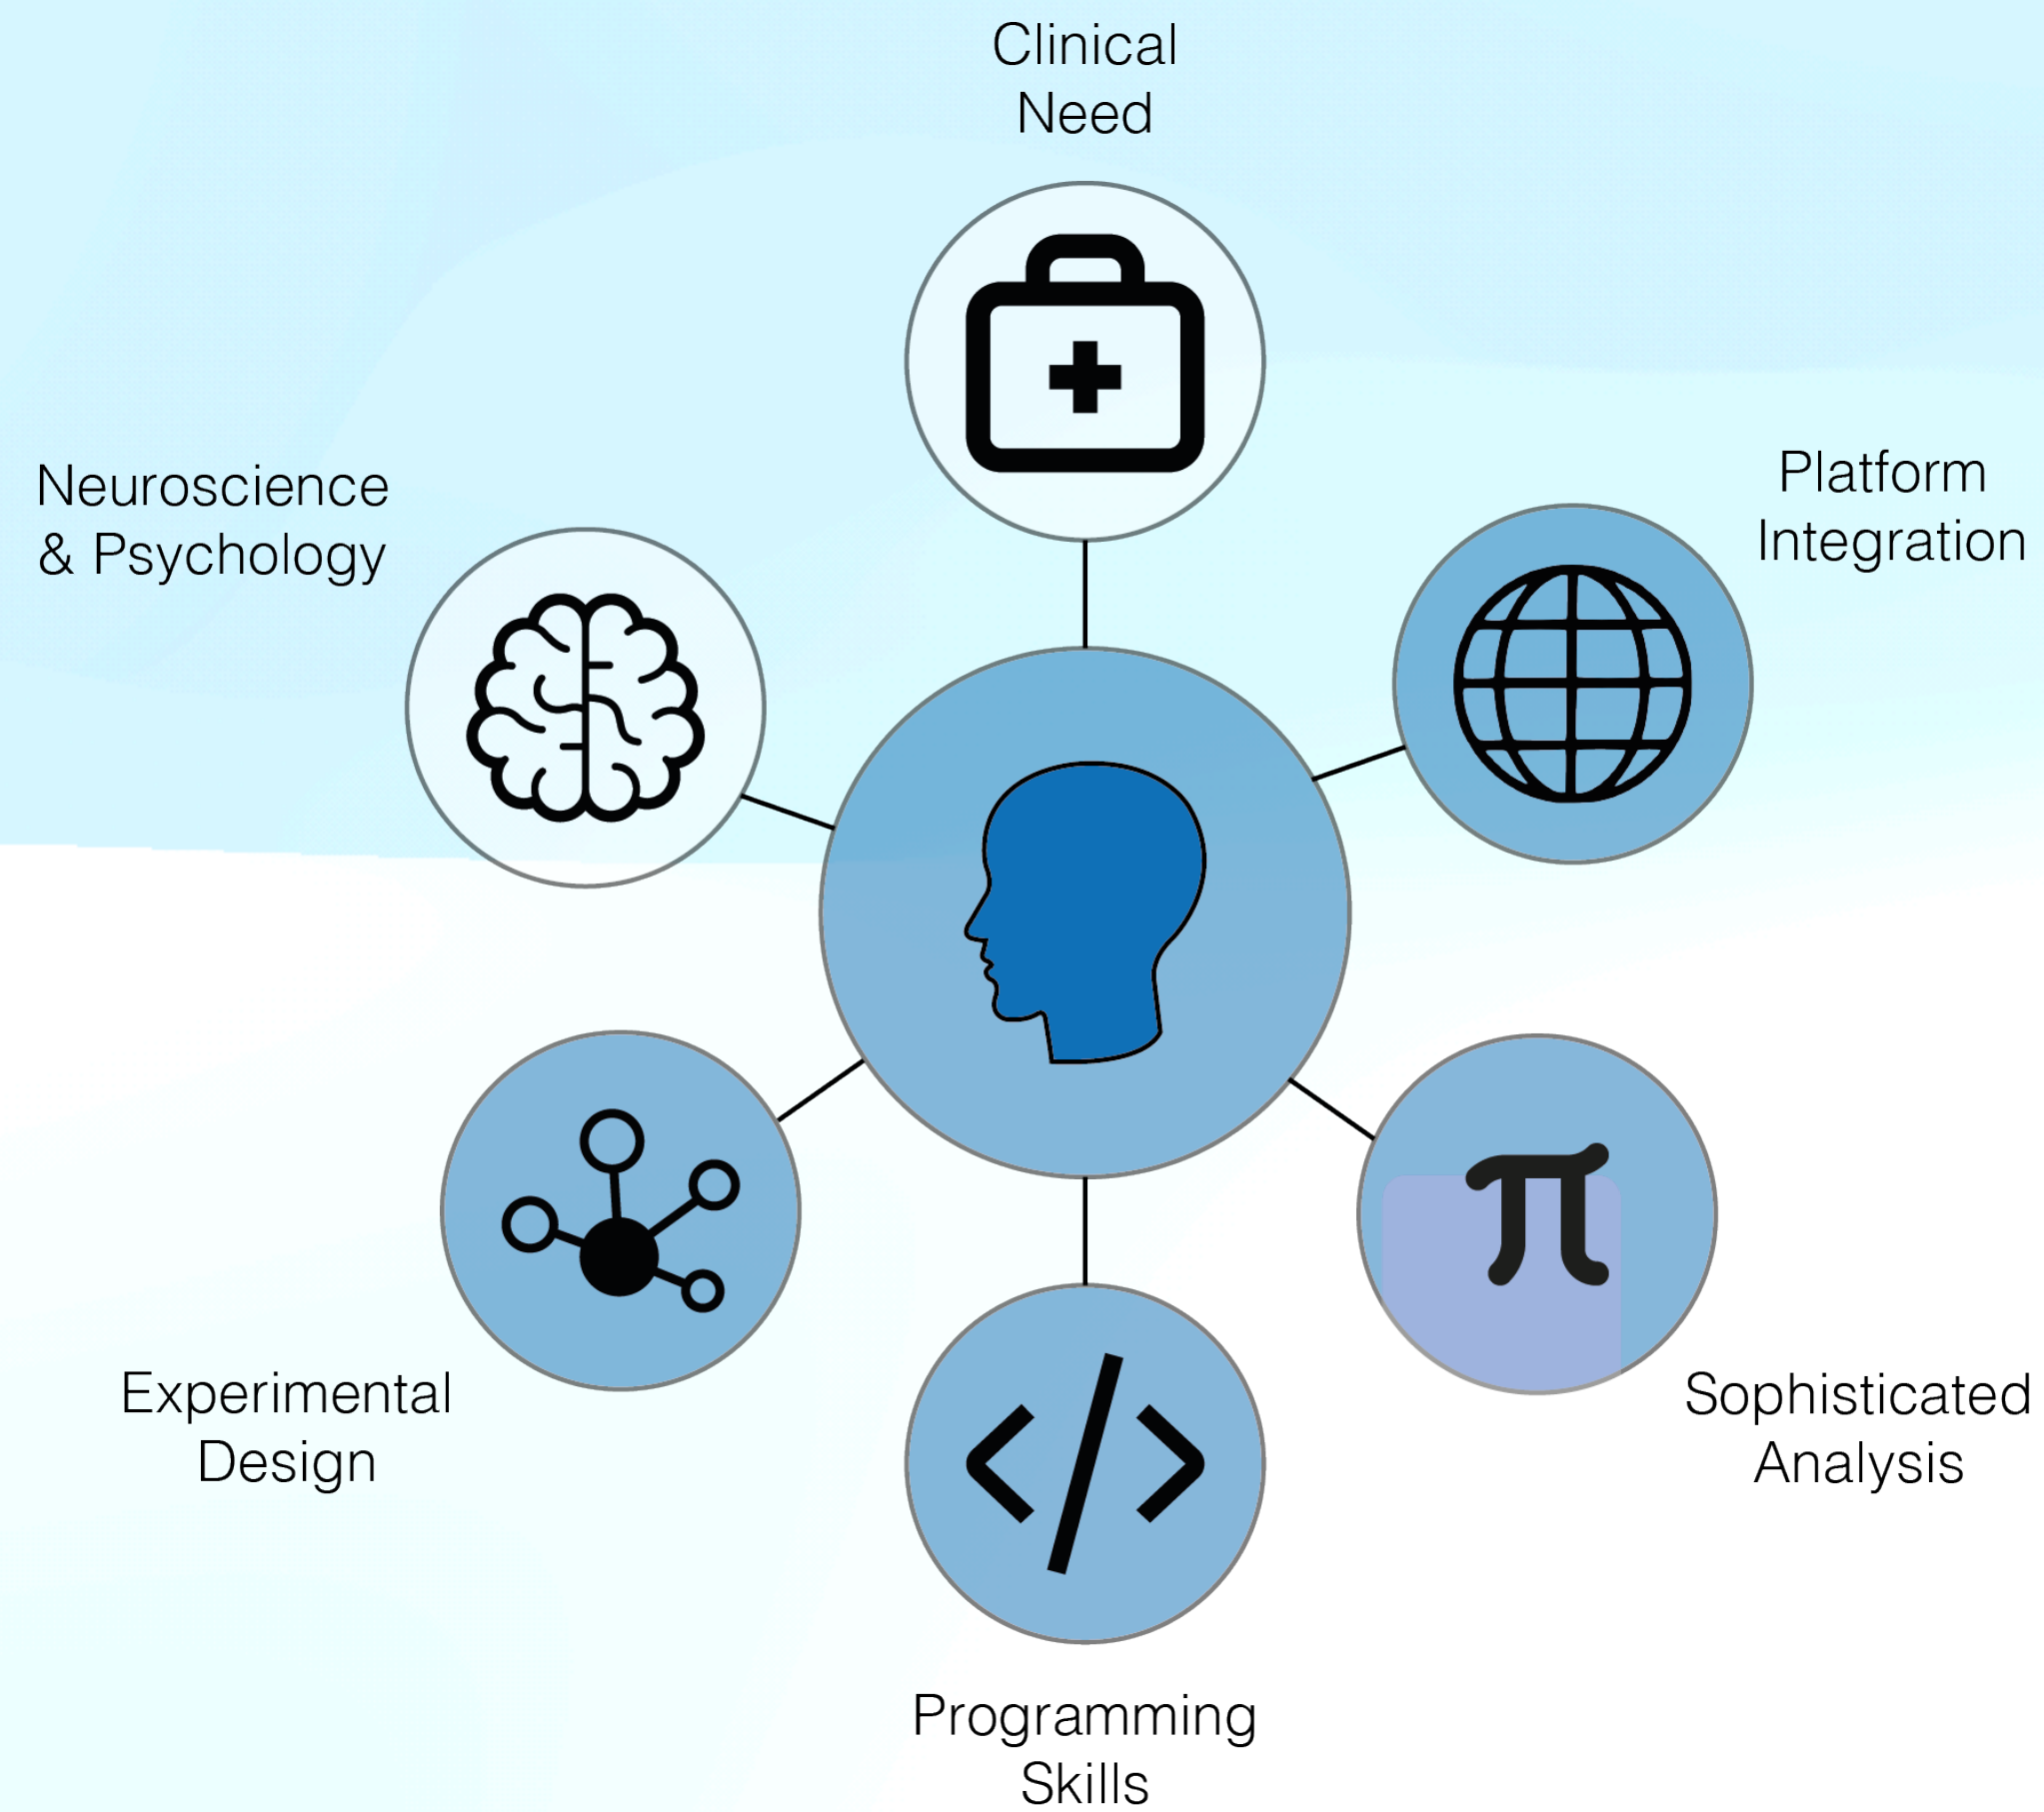 Clinical
Need
Neuroscience
& Psychology
Platform
Integration
π
Experimental
Design
Sophisticated
Analysis
</>
Programming
Skills